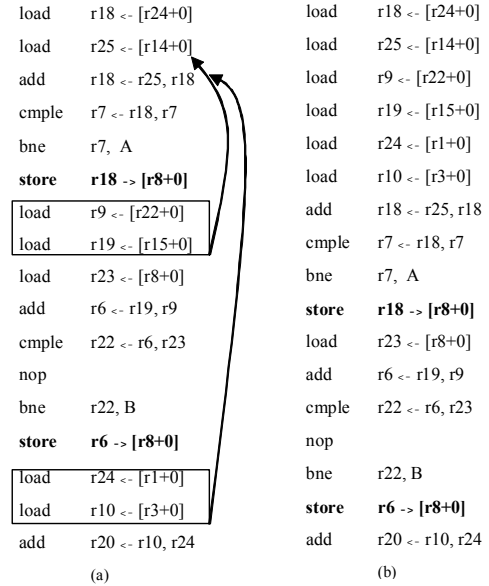 load r18 <- [r24+0]
load r25 <- [r14+0]
add r18 <- r25, r18
cmple r7 <- r18, r7
bne r7, A
store r18 -> [r8+0]
load r9 <- [r22+0]
load r19 <- [r15+0]
load r23 <- [r8+0]
add r6 <- r19, r9
cmple r22 <- r6, r23
nop
bne r22, B
store r6 -> [r8+0]
load r24 <- [r1+0]
load r10 <- [r3+0]
add r20 <- r10, r24
(a)
load r18 <- [r24+0]
load r25 <- [r14+0]
load r9 <- [r22+0]
load r19 <- [r15+0]
load r24 <- [r1+0]
load r10 <- [r3+0]
add r18 <- r25, r18
cmple r7 <- r18, r7
bne r7, A
store r18 -> [r8+0]
load r23 <- [r8+0]
add r6 <- r19, r9
cmple r22 <- r6, r23
nop
bne r22, B
store r6 -> [r8+0]
add r20 <- r10, r24
(b)